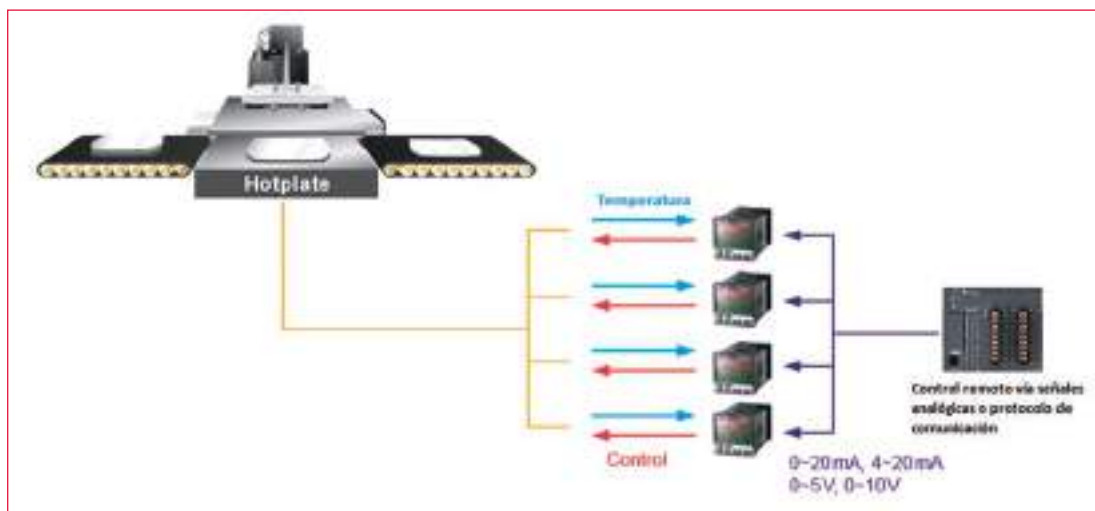 Hotplate
Temperatura
Control
Control remoto vía señales
analógicas o protocolo de
comunicación
0~20mA, 4~20mA
0~5V, 0~10V